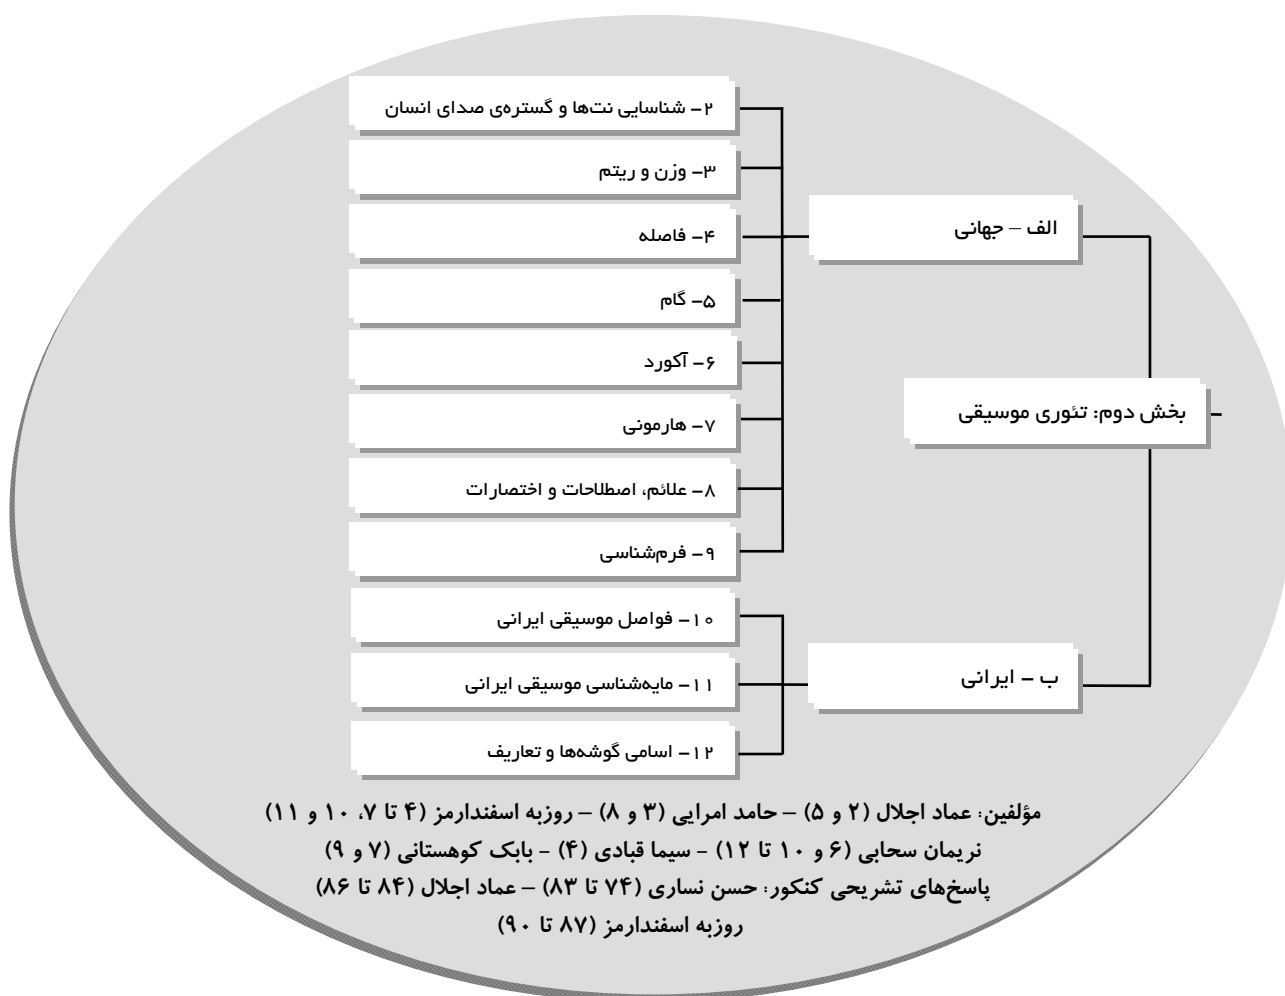 بخش دوم: تئوری موسیقی
الف – جهانی
۲- شناسایی نت‌ها و گستره‌ی صدای انسان
۳- وزن و ریتم
۴- فاصله
۵- گام
۶- آکورد
۷- هارمونی
۸- علائم، اصطلاحات و اختصارات
۹- فرم‌شناسی
ب - ایرانی
۱۰- فواصل موسیقی ایرانی
۱۱- مایه‌شناسی موسیقی ایرانی
۱۲- اسامی گوشه‌ها و تعاریف
مؤلفین: عماد اجلال (۲ و ۵) – حامد امرایی (۳ و ۸) – روزبه اسفندارمز (۴ تا ۷، ۱۰ و ۱۱)
نریمان سحابی (۶ و ۱۰ تا ۱۲) - سیما قبادی (۴) - بابک کوهستانی (۷ و ۹)
پاسخ‌های تشریحی کنکور: حسن نساری (۷۴ تا ۸۳) – عماد اجلال (۸۴ تا ۸۶)
روزبه اسفندارمز (۸۷ تا ۹۰)